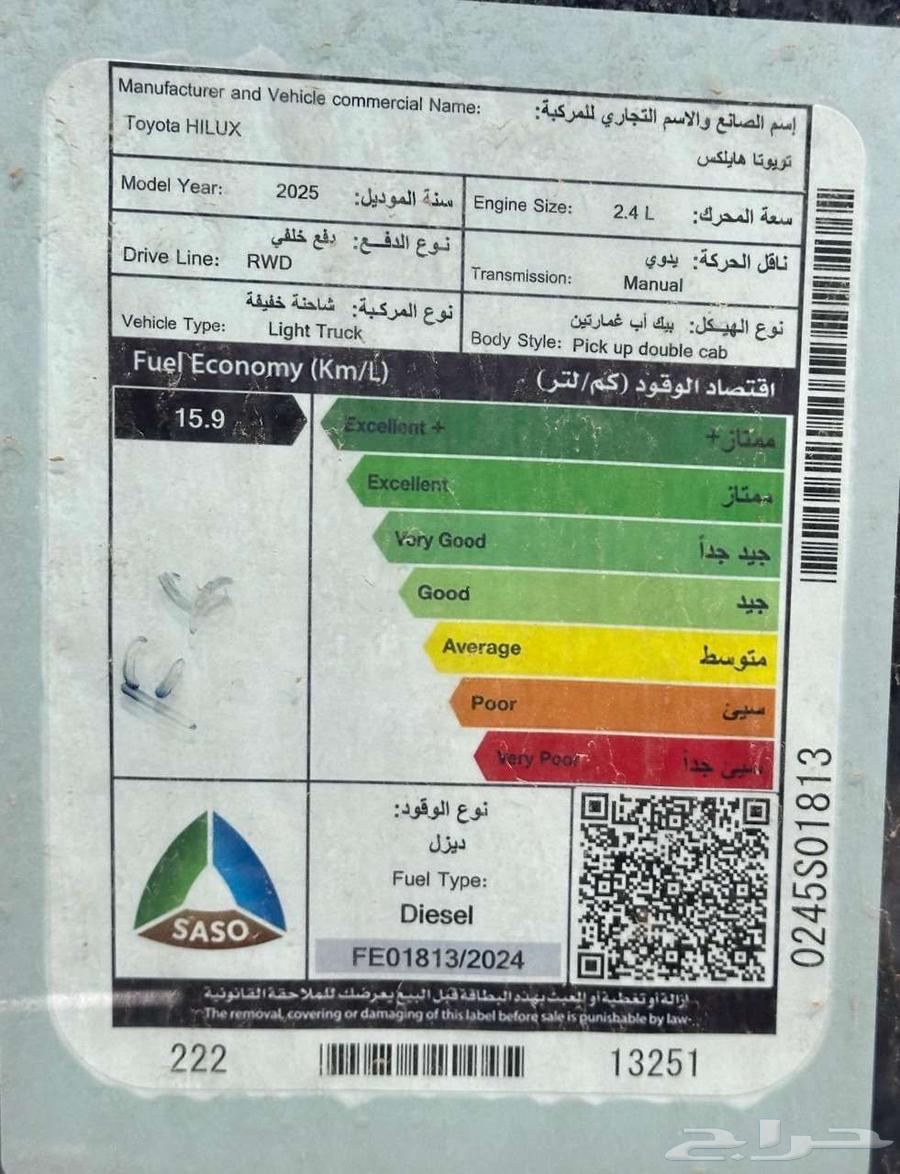 Manufacturer and Vehicle commercial Name: إسم الصانع والاسم التجاري للمركبة:
Toyota HILUX تويوتا هايلكس
Model Year: 2025 سنة الموديل:
Engine Size: 2.4 L سعة المحرك:
نوع الدفع: دفع خلفي
Drive Line: RWD
ناقل الحركة: يدوي
Transmission: Manual
نوع المركبة: شاحنة خفيفة
Vehicle Type: Light Truck
نوع الهيكل: بيك أب غمارتين
Body Style: Pick up double cab
Fuel Economy (Km/L) اقتصاد الوقود (كم/لتر)
15.9
Excellent + ممتاز+
Excellent ممتاز
Very Good جيد جداً
Good جيد
Average متوسط
Poor سيئ
Very Poor سيئ جداً
SASO
نوع الوقود:
ديزل
Fuel Type:
Diesel
FE01813/2024
إزالة أو تغطية أو العبث بهذه البطاقة قبل البيع يعرضك للملاحقة القانونية
The removal, covering or damaging of this label before sale is punishable by law.
222 13251
0245S01813
حراج